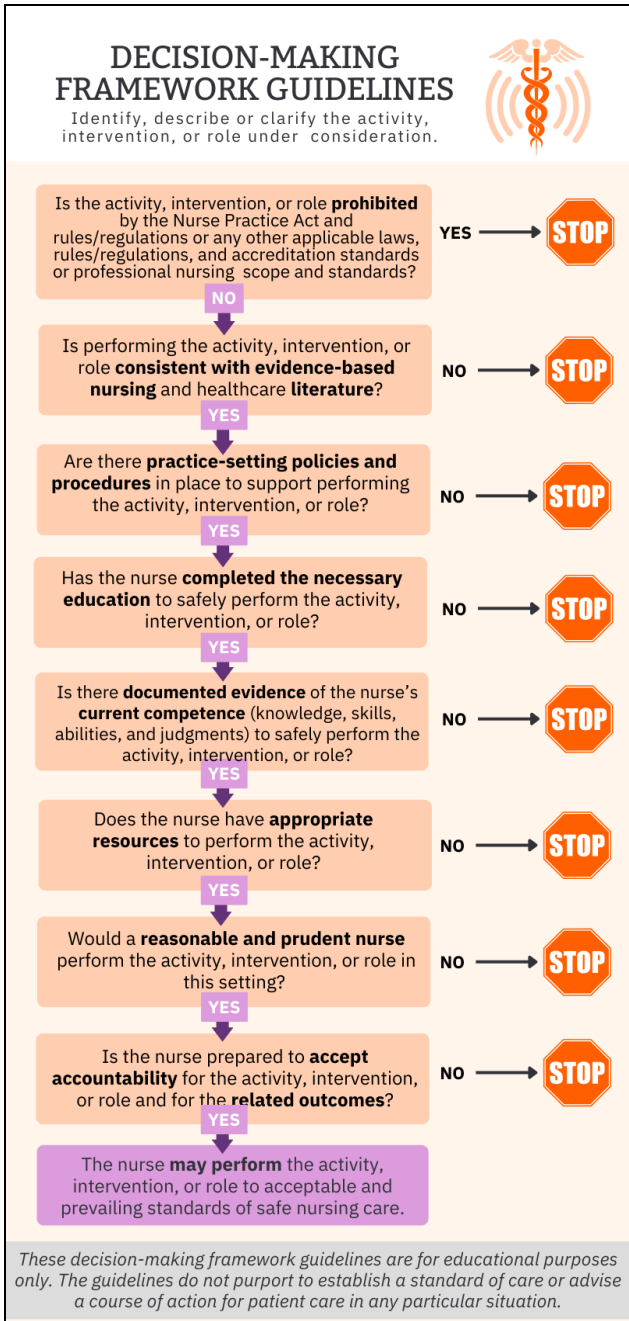 DECISION-MAKING
FRAMEWORK GUIDELINES
Identify, describe or clarify the activity,
intervention, or role under consideration.
Is the activity, intervention, or role prohibited
by the Nurse Practice Act and
rules/regulations or any other applicable laws,
rules/regulations, and accreditation standards
or professional nursing scope and standards?
YES
STOP
NO
Is performing the activity, intervention, or
role consistent with evidence-based
nursing and healthcare literature?
NO
STOP
YES
Are there practice-setting policies and
procedures in place to support performing
the activity, intervention, or role?
NO
STOP
YES
Has the nurse completed the necessary
education to safely perform the activity,
intervention, or role?
NO
STOP
YES
Is there documented evidence of the nurse's
current competence (knowledge, skills,
abilities, and judgments) to safely perform the
activity, intervention, or role?
NO
STOP
YES
Does the nurse have appropriate
resources to perform the activity,
intervention, or role?
NO
STOP
YES
Would a reasonable and prudent nurse
perform the activity, intervention, or role in
this setting?
NO
STOP
YES
Is the nurse prepared to accept
accountability for the activity, intervention,
or role and for the related outcomes?
NO
STOP
YES
The nurse may perform the activity,
intervention, or role to acceptable and
prevailing standards of safe nursing care.
These decision-making framework guidelines are for educational purposes
only. The guidelines do not purport to establish a standard of care or advise
a course of action for patient care in any particular situation.